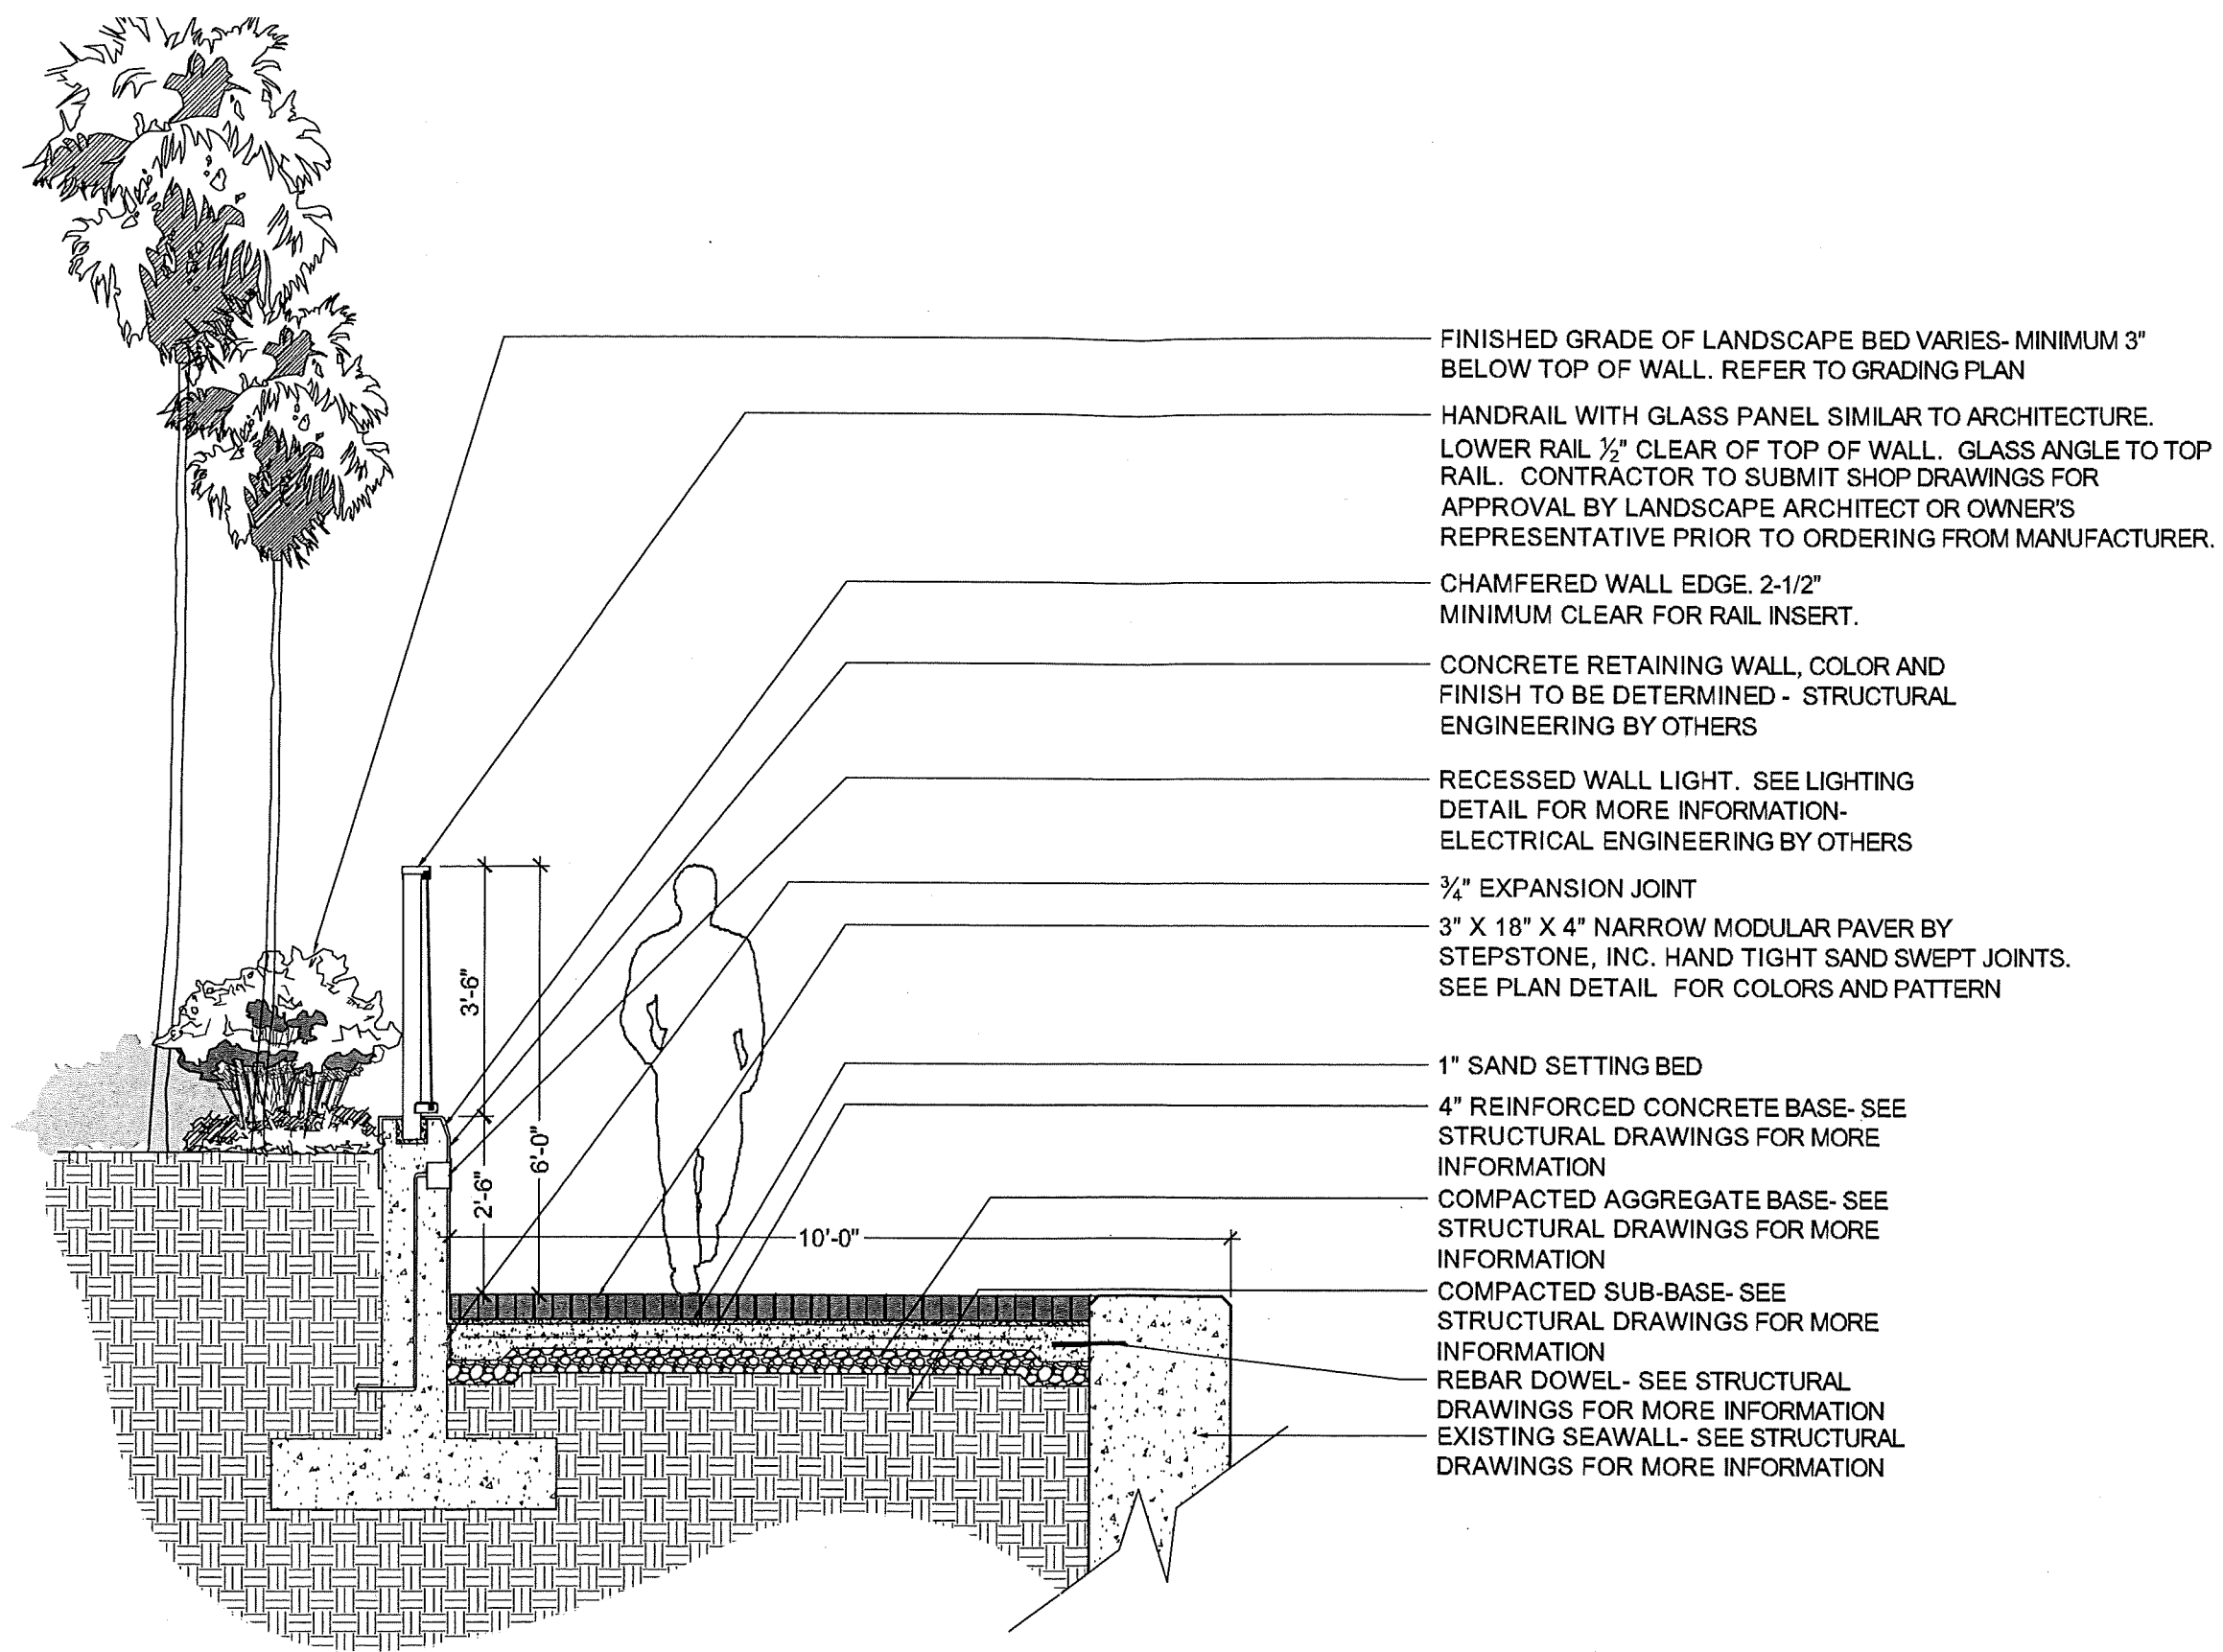 FINISHED GRADE OF LANDSCAPE BED VARIES- MINIMUM 3"
BELOW TOP OF WALL. REFER TO GRADING PLAN
HANDRAIL WITH GLASS PANEL SIMILAR TO ARCHITECTURE.
LOWER RAIL ½" CLEAR OF TOP OF WALL. GLASS ANGLE TO TOP
RAIL. CONTRACTOR TO SUBMIT SHOP DRAWINGS FOR
APPROVAL BY LANDSCAPE ARCHITECT OR OWNER'S
REPRESENTATIVE PRIOR TO ORDERING FROM MANUFACTURER.
CHAMFERED WALL EDGE. 2-1/2"
MINIMUM CLEAR FOR RAIL INSERT.
CONCRETE RETAINING WALL, COLOR AND
FINISH TO BE DETERMINED - STRUCTURAL
ENGINEERING BY OTHERS
RECESSED WALL LIGHT. SEE LIGHTING
DETAIL FOR MORE INFORMATION-
ELECTRICAL ENGINEERING BY OTHERS
¾" EXPANSION JOINT
3" X 18" X 4" NARROW MODULAR PAVER BY
STEPSTONE, INC. HAND TIGHT SAND SWEPT JOINTS.
SEE PLAN DETAIL FOR COLORS AND PATTERN
1" SAND SETTING BED
4" REINFORCED CONCRETE BASE- SEE
STRUCTURAL DRAWINGS FOR MORE
INFORMATION
COMPACTED AGGREGATE BASE- SEE
STRUCTURAL DRAWINGS FOR MORE
INFORMATION
COMPACTED SUB-BASE- SEE
STRUCTURAL DRAWINGS FOR MORE
INFORMATION
REBAR DOWEL- SEE STRUCTURAL
DRAWINGS FOR MORE INFORMATION
EXISTING SEAWALL- SEE STRUCTURAL
DRAWINGS FOR MORE INFORMATION
3'-6"
6'-0"
2'-6"
10'-0"